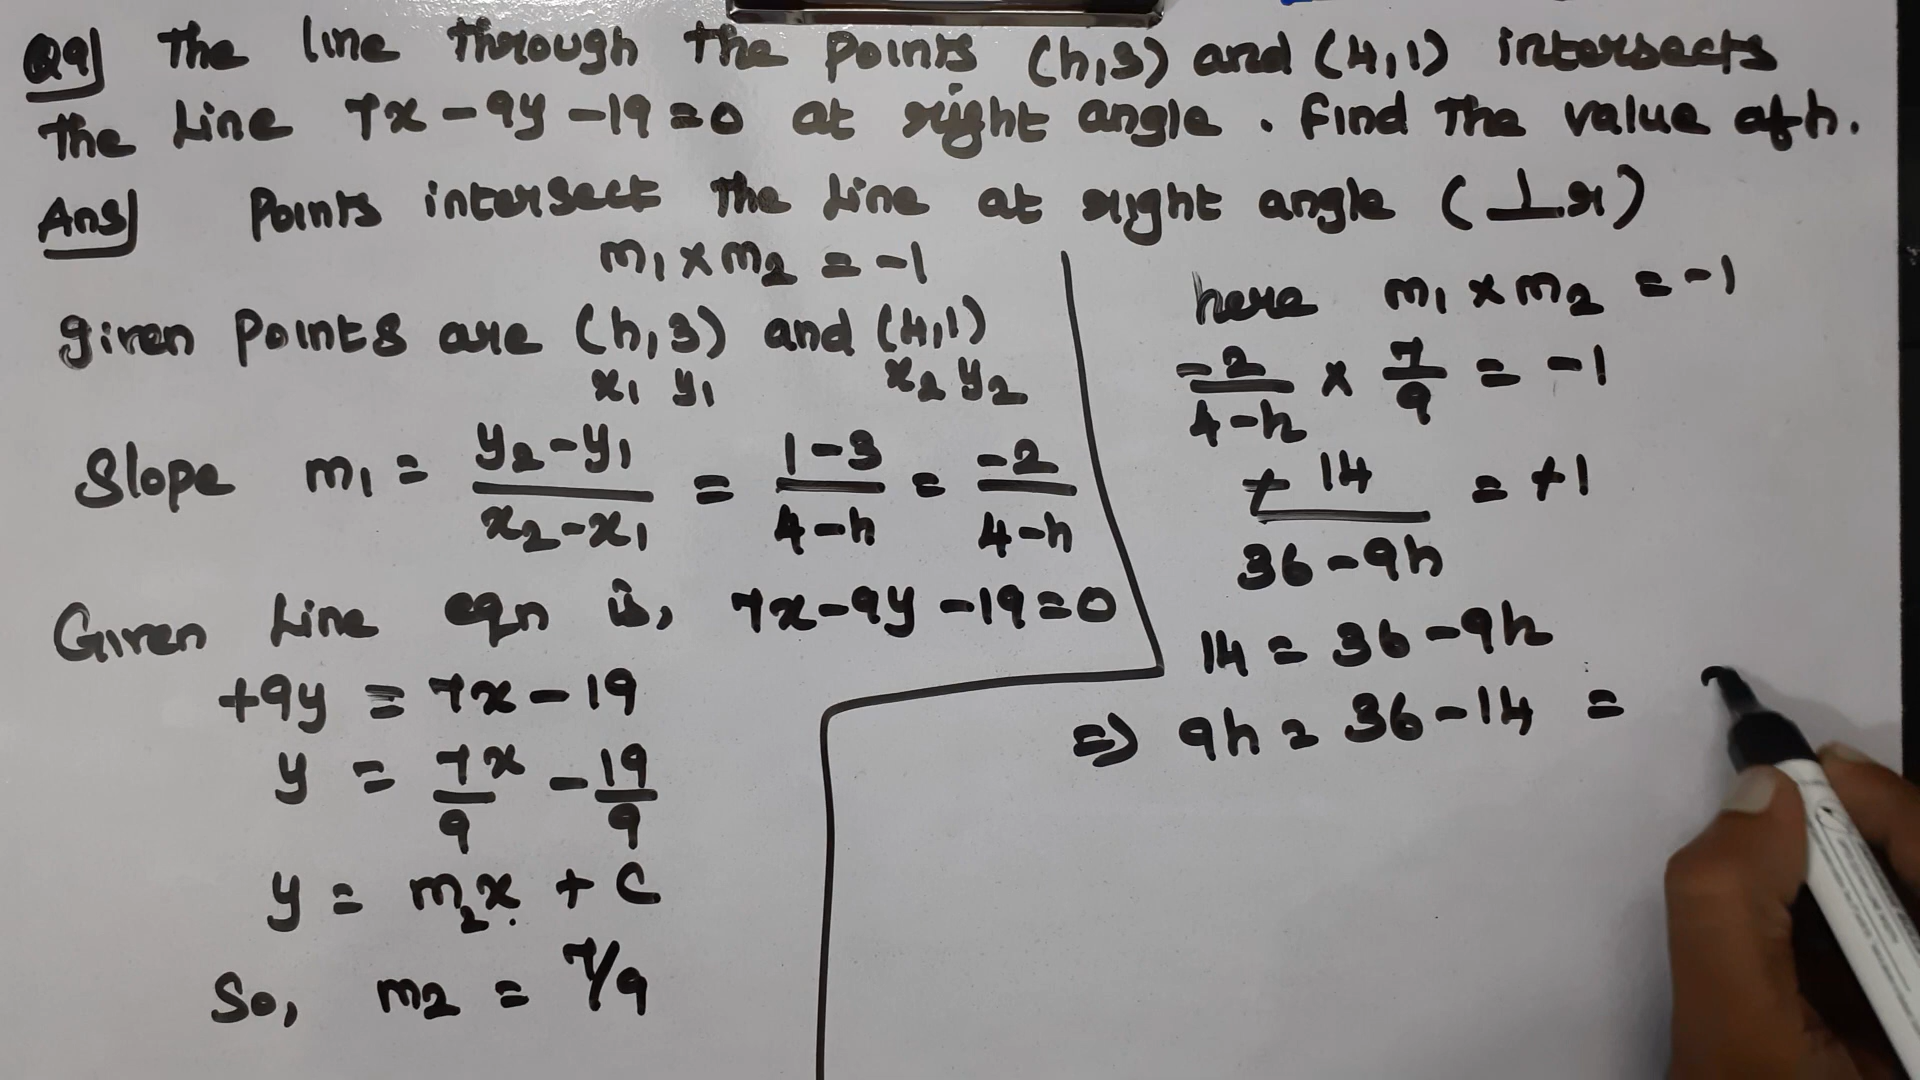 Q9) The line through the points (h,3) and (4,1) intersects
the line 7x - 9y - 19 = 0 at right angle. Find the value of h.
Ans) Points intersect the line at right angle (⊥r)
m₁ × m₂ = -1
given points are (h,3) and (4,1)
x₁ y₁ x₂ y₂
Slope m₁ = (y₂ - y₁)/(x₂ - x₁) = (1 - 3)/(4 - h) = -2/(4 - h)
Given line eqn is, 7x - 9y - 19 = 0
+9y = 7x - 19
y = 7x/9 - 19/9
y = m₂x + c
So, m₂ = 7/9
here m₁ × m₂ = -1
-2/(4 - h) × 7/9 = -1
+14/(36 - 9h) = +1
14 = 36 - 9h
⇒ 9h = 36 - 14 =